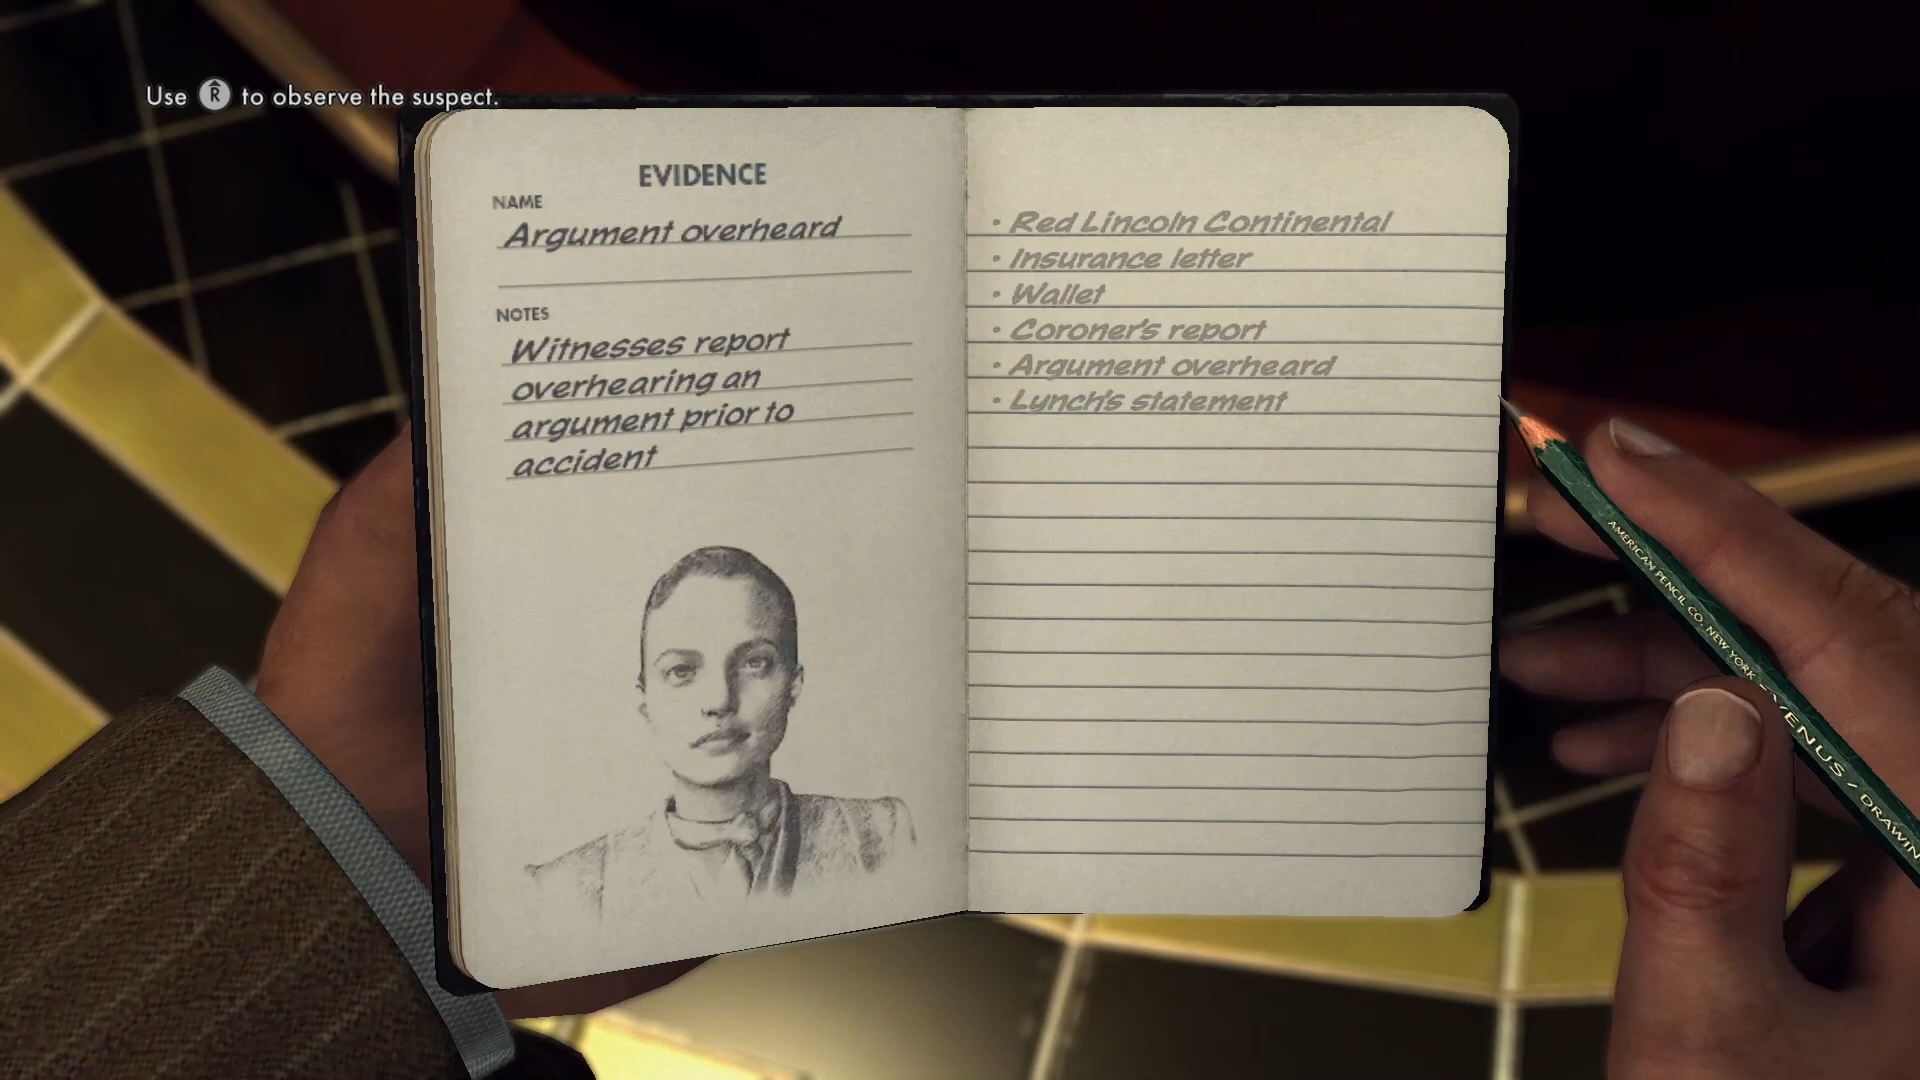 Use R to observe the suspect.
EVIDENCE
NAME
Argument overheard
NOTES
Witnesses report
overhearing an
argument prior to
accident
• Red Lincoln Continental
• Insurance letter
• Wallet
• Coroner's report
• Argument overheard
• Lynch's statement
AMERICAN PENCIL CO. NEW YORK VENUS / DRAWIN